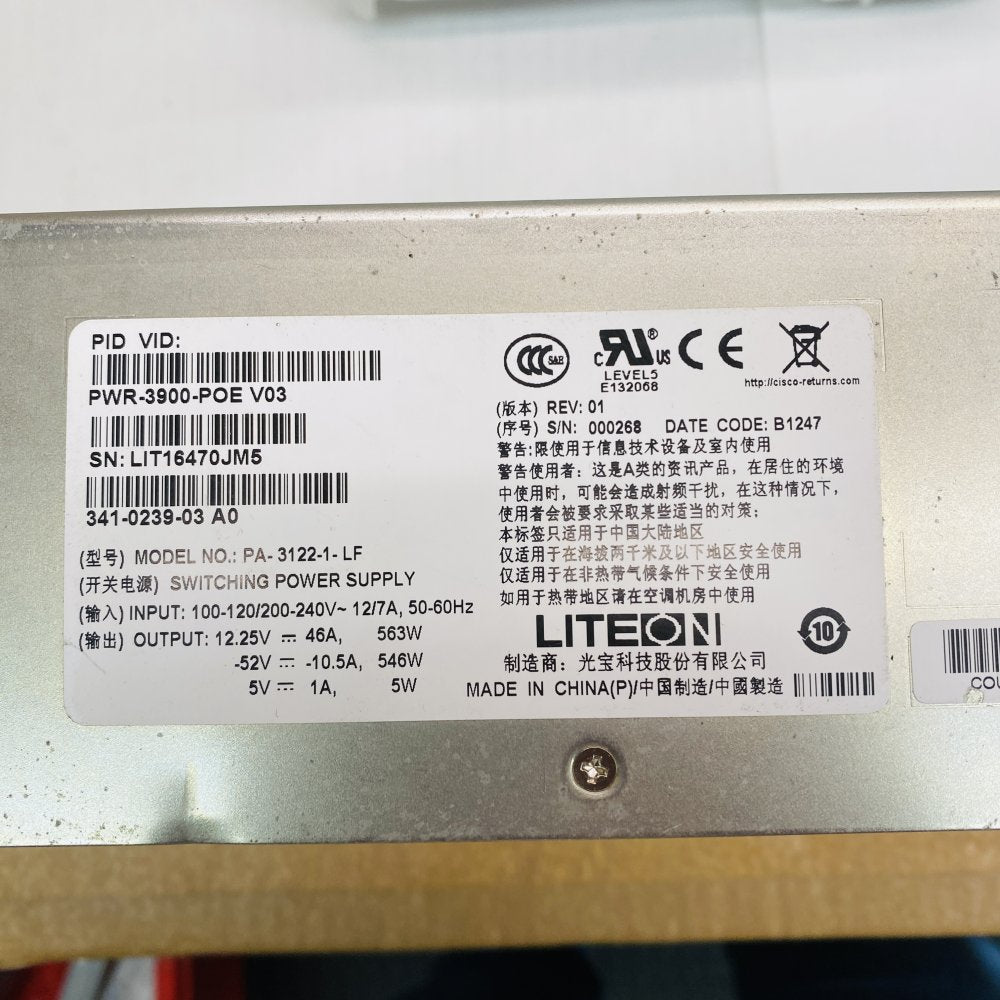 PID VID:
PWR-3900-POE V03
SN: LIT16470JM5
341-0239-03 A0
(型号) MODEL NO.: PA- 3122-1- LF
(开关电源) SWITCHING POWER SUPPLY
(输入) INPUT: 100-120/200-240V~ 12/7A, 50-60Hz
(输出) OUTPUT: 12.25V ⎓ 46A, 563W
-52V ⎓ -10.5A, 546W
5V ⎓ 1A, 5W
CCC S&E
c RU ® US
LEVEL5
E132068
CE
http://cisco-returns.com
(版本) REV: 01
(序号) S/N: 000268 DATE CODE: B1247
警告:限使用于信息技术设备及室内使用
警告使用者: 这是A类的资讯产品, 在居住的环境
中使用时, 可能会造成射频干扰, 在这种情况下,
使用者会被要求采取某些适当的对策;
本标签只适用于中国大陆地区
仅适用于在海拔两千米及以下地区安全使用
仅适用于在非热带气候条件下安全使用
如用于热带地区请在空调机房中使用
LITEON
10
制造商: 光宝科技股份有限公司
MADE IN CHINA(P)/中国制造/中國製造
COU